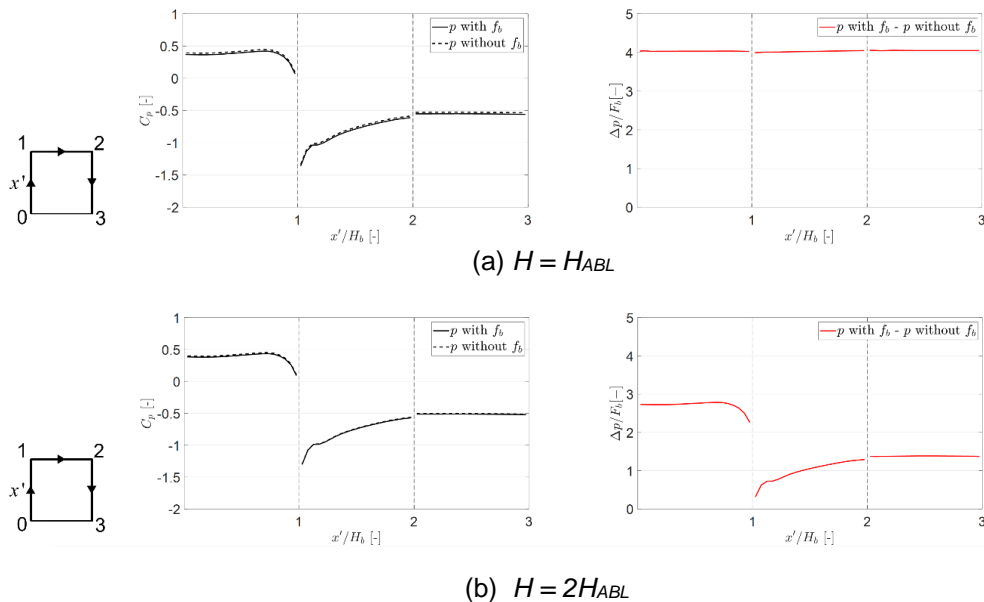 1
0.5
0
-0.5
-1
-1.5
-2
C_p [-]
p with f_b
p without f_b
1
2
3
x'/H_b [-]
5
4
3
2
1
0
Δp/F_b[−]
p with f_b - p without f_b
1
2
3
x'/H_b [-]
1 2
x'
0 3
(a) H = H_ABL
1
0.5
0
-0.5
-1
-1.5
-2
C_p [-]
p with f_b
p without f_b
1
2
3
x'/H_b [-]
5
4
3
2
1
0
Δp/F_b[−]
p with f_b - p without f_b
1
2
3
x'/H_b [-]
1 2
x'
0 3
(b) H = 2H_ABL